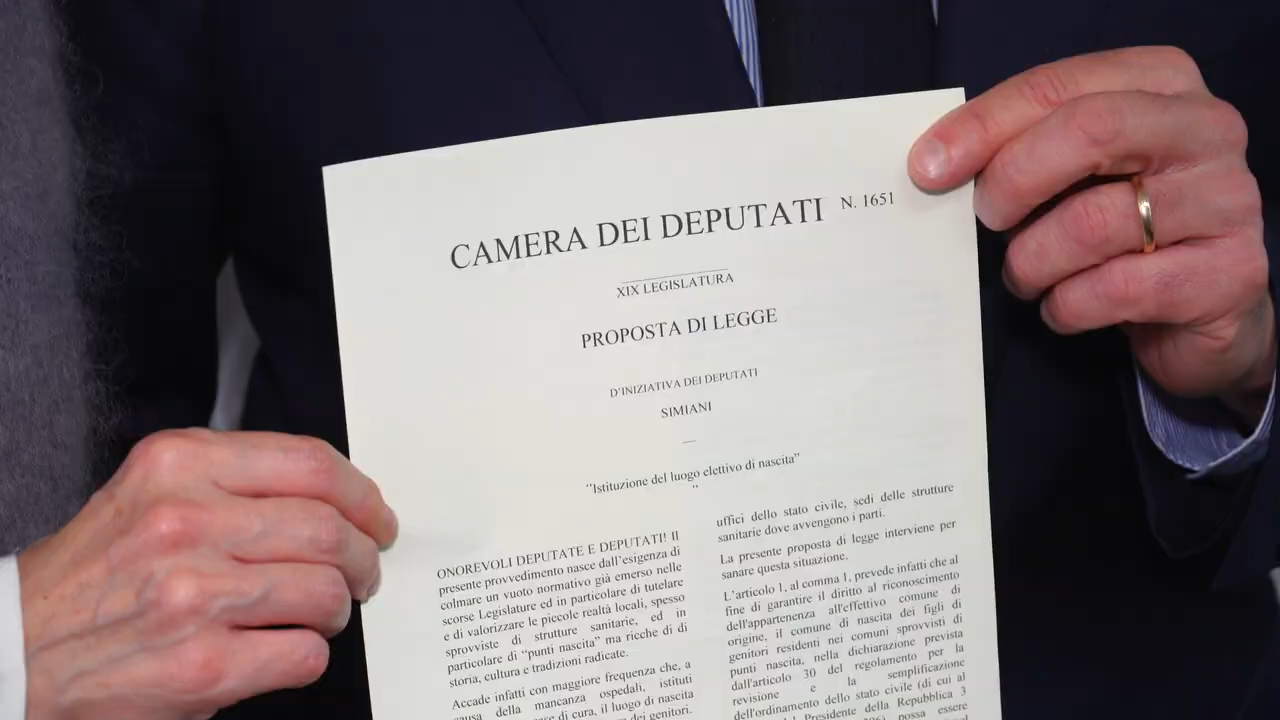 CAMERA DEI DEPUTATI N. 1651
XIX LEGISLATURA
PROPOSTA DI LEGGE
D'INIZIATIVA DEI DEPUTATI
SIMIANI
—
"Istituzione del luogo elettivo di nascita"
"
ONOREVOLI DEPUTATE E DEPUTATI! Il
presente provvedimento nasce dall'esigenza di
colmare un vuoto normativo già emerso nelle
scorse Legislature ed in particolare di tutelare
e di valorizzare le piccole realtà locali, spesso
sprovviste di strutture sanitarie, ed in
particolare di "punti nascita" ma ricche di di
storia, cultura e tradizioni radicate.
Accade infatti con maggiore frequenza che, a
causa della mancanza ospedali, istituti
di cura, il luogo di nascita
dei genitori.
uffici dello stato civile, sedi delle strutture
sanitarie dove avvengono i parti.
La presente proposta di legge interviene per
sanare questa situazione.
L'articolo 1, al comma 1, prevede infatti che al
fine di garantire il diritto al riconoscimento
dell'appartenenza all'effettivo comune di
origine, il comune di nascita dei figli di
genitori residenti nei comuni sprovvisti di
punti nascita, nella dichiarazione prevista
dall'articolo 30 del regolamento per la
revisione e la semplificazione
dell'ordinamento dello stato civile (di cui al
del Presidente della Repubblica 3
possa essere